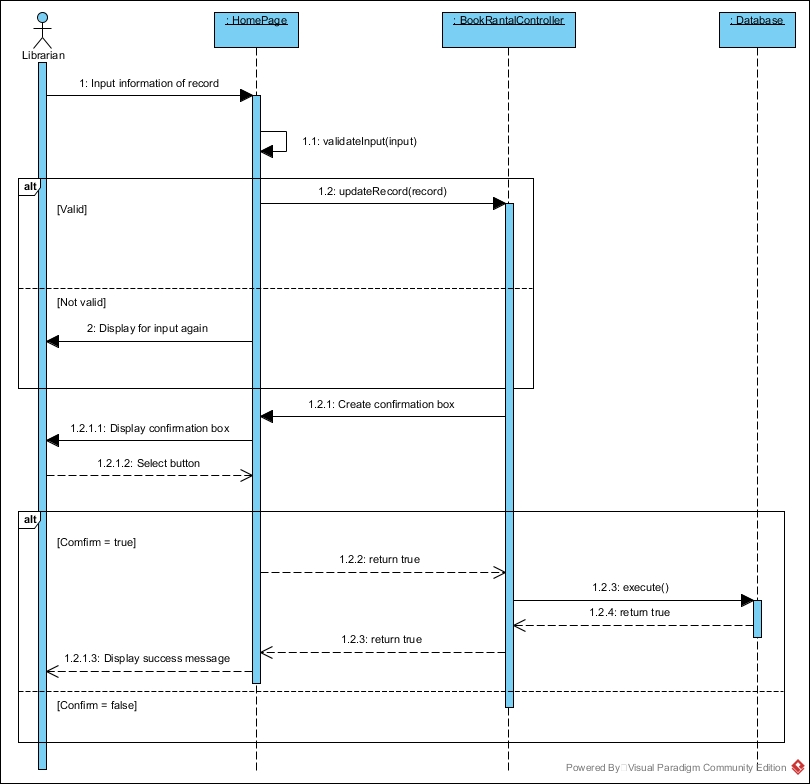 : HomePage
: BookRantalController
: Database
Librarian
1: Input information of record
1.1: validateInput(input)
alt
1.2: updateRecord(record)
[Valid]
[Not valid]
2: Display for input again
1.2.1: Create confirmation box
1.2.1.1: Display confirmation box
1.2.1.2: Select button
alt
[Comfirm = true]
1.2.2: return true
1.2.3: execute()
1.2.4: return true
1.2.3: return true
1.2.1.3: Display success message
[Confirm = false]
Powered By Visual Paradigm Community Edition